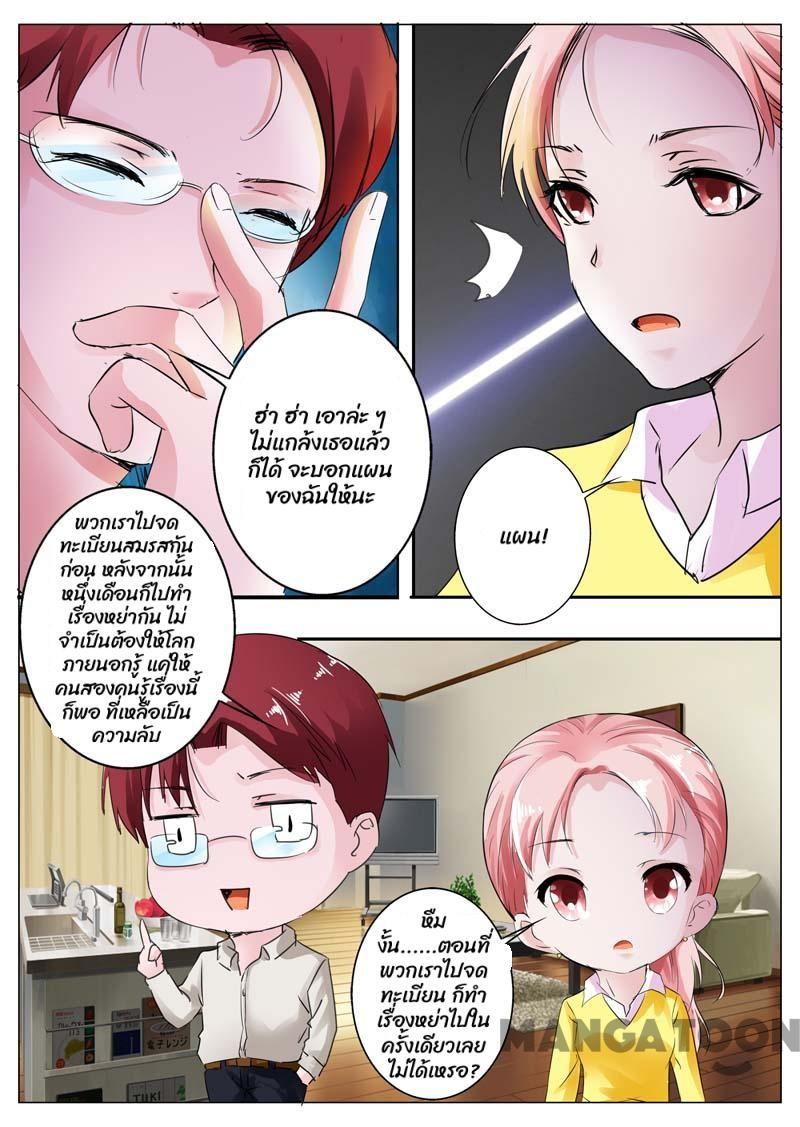 ฮ่า ฮ่า เอาล่ะ ๆ
ไม่แกล้งเธอแล้ว
ก็ได้ จะบอกแผน
ของฉันให้นะ
แผน!
พวกเราไปจด
ทะเบียนสมรสกัน
ก่อน หลังจากนั้น
หนึ่งเดือนก็ไปทำ
เรื่องหย่ากัน ไม่
จำเป็นต้องให้โลก
ภายนอกรู้ แค่ให้
คนสองคนรู้เรื่องนี้
ก็พอ ที่เหลือเป็น
ความลับ
หืม
งั้น......ตอนที่
พวกเราไปจด
ทะเบียน ก็ทำ
เรื่องหย่าไปใน
ครั้งเดียวเลย
ไม่ได้เหรอ?
113
電子レンジ
TUKI
MANGATOON